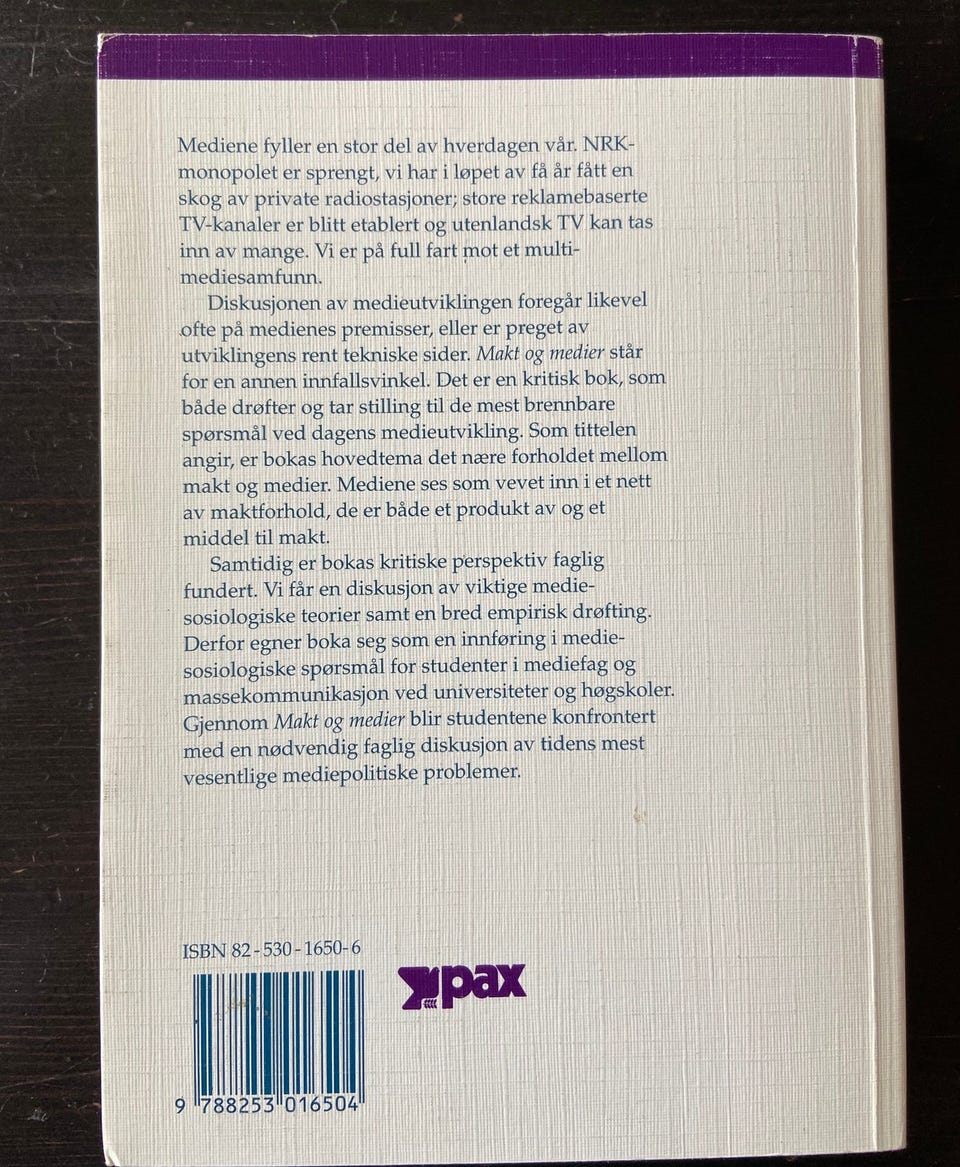 Mediene fyller en stor del av hverdagen vår. NRK-
monopolet er sprengt, vi har i løpet av få år fått en
skog av private radiostasjoner; store reklamebaserte
TV-kanaler er blitt etablert og utenlandsk TV kan tas
inn av mange. Vi er på full fart mot et multi-
mediesamfunn.
Diskusjonen av medieutviklingen foregår likevel
ofte på medienes premisser, eller er preget av
utviklingens rent tekniske sider. Makt og medier står
for en annen innfallsvinkel. Det er en kritisk bok, som
både drøfter og tar stilling til de mest brennbare
spørsmål ved dagens medieutvikling. Som tittelen
angir, er bokas hovedtema det nære forholdet mellom
makt og medier. Mediene ses som vevet inn i et nett
av maktforhold, de er både et produkt av og et
middel til makt.
Samtidig er bokas kritiske perspektiv faglig
fundert. Vi får en diskusjon av viktige medie-
sosiologiske teorier samt en bred empirisk drøfting.
Derfor egner boka seg som en innføring i medie-
sosiologiske spørsmål for studenter i mediefag og
massekommunikasjon ved universiteter og høgskoler.
Gjennom Makt og medier blir studentene konfrontert
med en nødvendig faglig diskusjon av tidens mest
vesentlige mediepolitiske problemer.
ISBN 82-530-1650-6
pax
9 788253 016504